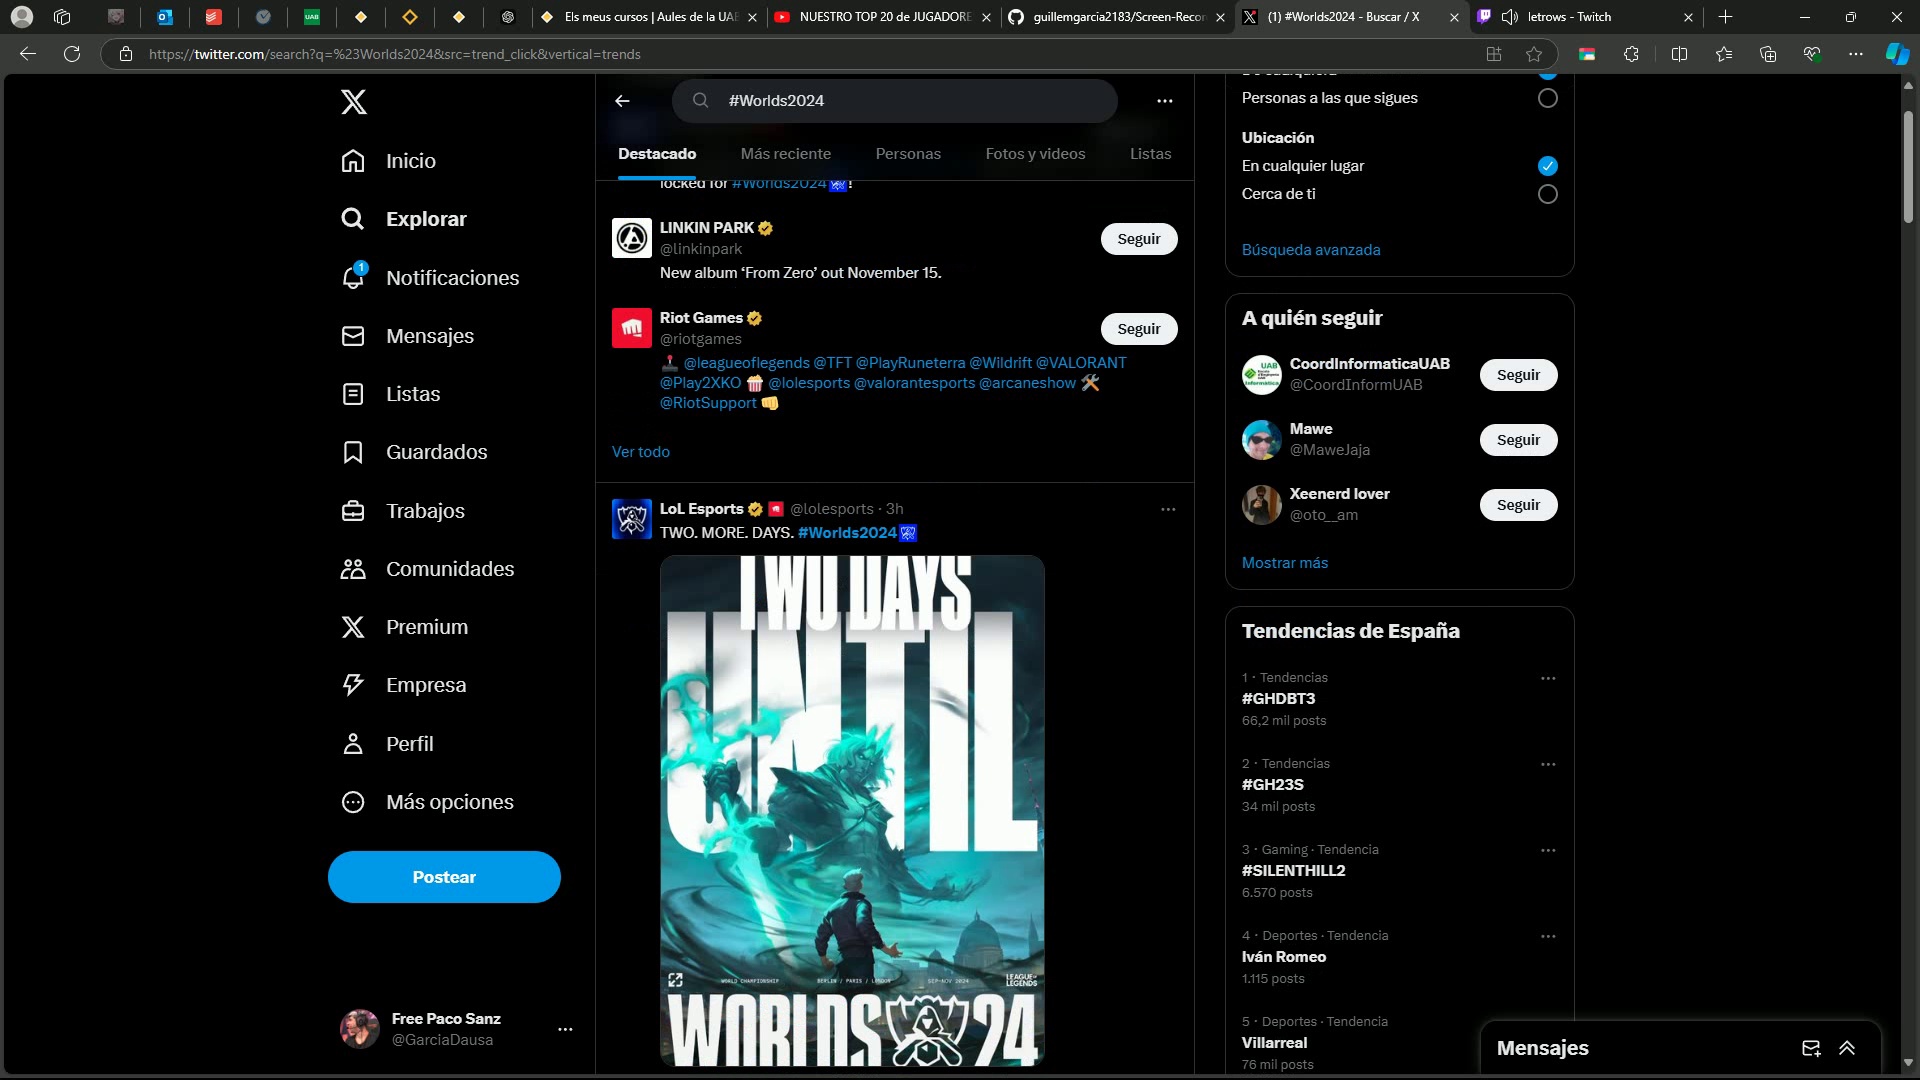 Els meus cursos | Aules de la UAB
NUESTRO TOP 20 de JUGADORE
guillemgarcia2183/Screen-Recor
(1) #Worlds2024 - Buscar / X
letrows - Twitch
https://twitter.com/search?q=%23Worlds2024&src=trend_click&vertical=trends
#Worlds2024
Destacado
Más reciente
Personas
Fotos y videos
Listas
Inicio
Explorar
1
Notificaciones
Mensajes
Listas
Guardados
Trabajos
Comunidades
Premium
Empresa
Perfil
Más opciones
Postear
Free Paco Sanz
@GarciaDausa
locked for #Worlds2024 !
LINKIN PARK
@linkinpark
Seguir
New album ‘From Zero’ out November 15.
Riot Games
@riotgames
Seguir
🕹️ @leagueoflegends @TFT @PlayRuneterra @Wildrift @VALORANT
@Play2XKO 🍿 @lolesports @valorantesports @arcaneshow 🛠️
@RiotSupport 👊
Ver todo
LoL Esports @lolesports · 3h
TWO. MORE. DAYS. #Worlds2024
TWO DAYS
UNTIL
WORLD CHAMPIONSHIP
BERLIN / PARIS / LONDON
SEP-NOV 2024
LEAGUE OF
LEGENDS
WORLDS 24
Personas a las que sigues
Ubicación
En cualquier lugar
Cerca de ti
Búsqueda avanzada
A quién seguir
CoordInformaticaUAB
@CoordInformUAB
Seguir
Mawe
@MaweJaja
Seguir
Xeenerd lover
@oto__am
Seguir
Mostrar más
Tendencias de España
1 · Tendencias
#GHDBT3
66,2 mil posts
2 · Tendencias
#GH23S
34 mil posts
3 · Gaming · Tendencia
#SILENTHILL2
6.570 posts
4 · Deportes · Tendencia
Iván Romeo
1.115 posts
5 · Deportes · Tendencia
Villarreal
76 mil posts
Mensajes